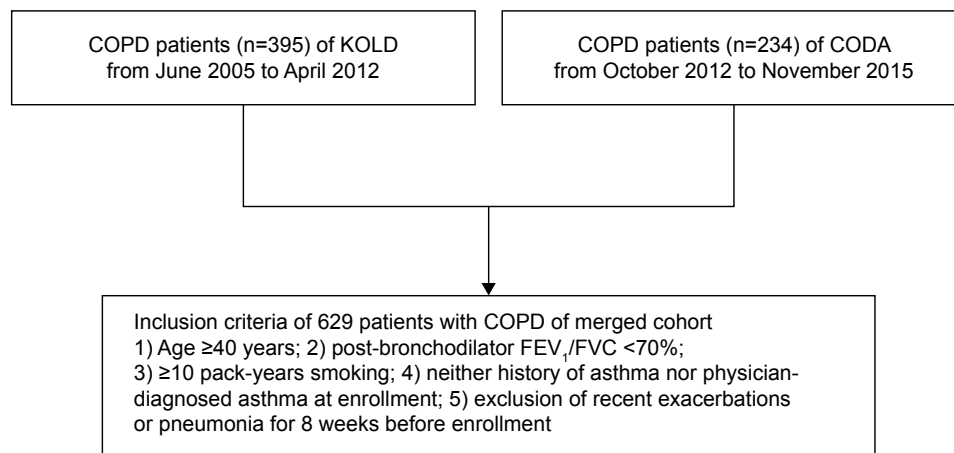 COPD patients (n=395) of KOLD
from June 2005 to April 2012
COPD patients (n=234) of CODA
from October 2012 to November 2015
Inclusion criteria of 629 patients with COPD of merged cohort
1) Age ≥40 years; 2) post-bronchodilator FEV₁/FVC <70%;
3) ≥10 pack-years smoking; 4) neither history of asthma nor physician-
diagnosed asthma at enrollment; 5) exclusion of recent exacerbations
or pneumonia for 8 weeks before enrollment